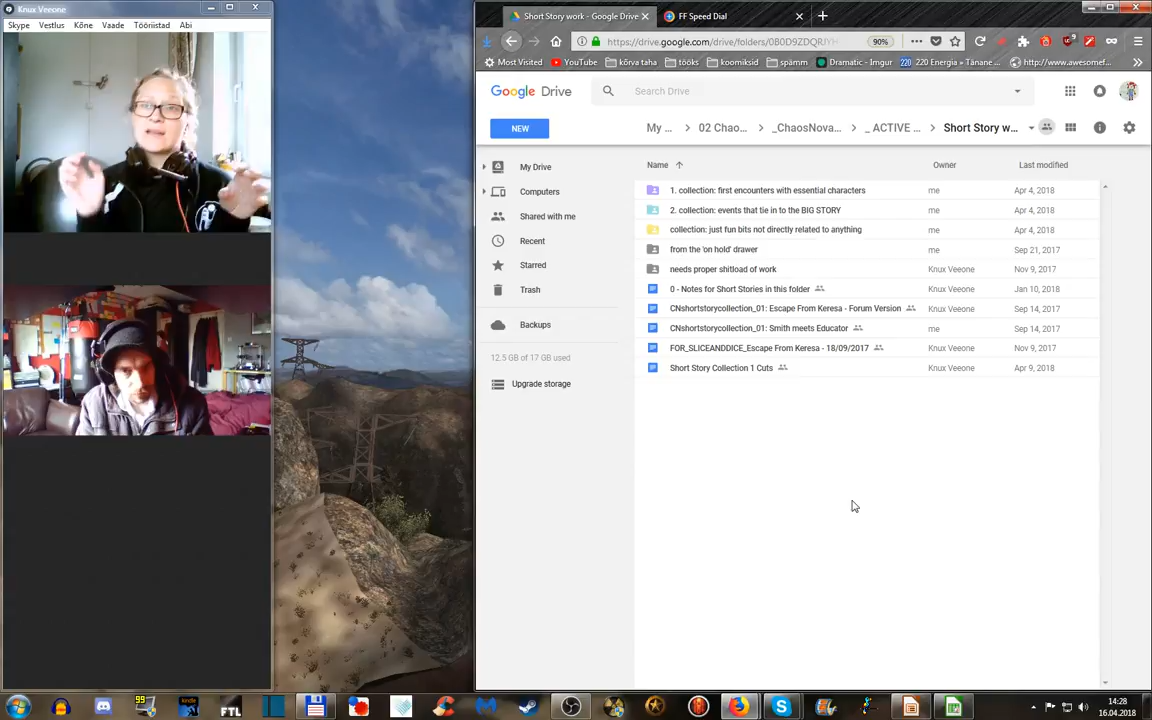 Knux Veeone
Skype Vestlus Kõne Vaade Tööriistad Abi
Short Story work - Google Drive
FF Speed Dial
https://drive.google.com/drive/folders/0B0D9ZDQRJYH
90%
Most Visited YouTube kõrva taha tööks koomiksid spämm Dramatic - Imgur 220 Energia » Tänane ... http://www.awesomef...
Google Drive
Search Drive
NEW
My ... 02 Chao... _ChaosNova... _ ACTIVE ... Short Story w...
Name Owner Last modified
My Drive
Computers
Shared with me
Recent
Starred
Trash
Backups
12.5 GB of 17 GB used
Upgrade storage
1. collection: first encounters with essential characters me Apr 4, 2018
2. collection: events that tie in to the BIG STORY me Apr 4, 2018
collection: just fun bits not directly related to anything me Apr 4, 2018
from the 'on hold' drawer me Sep 21, 2017
needs proper shitload of work Knux Veeone Nov 9, 2017
0 - Notes for Short Stories in this folder Knux Veeone Jan 10, 2018
CNshortstorycollection_01: Escape From Keresa - Forum Version Knux Veeone Sep 14, 2017
CNshortstorycollection_01: Smith meets Educator me Sep 14, 2017
FOR_SLICEANDDICE_Escape From Keresa - 18/09/2017 Knux Veeone Nov 9, 2017
Short Story Collection 1 Cuts Knux Veeone Apr 9, 2018
99
kindle
FTL
14:28
16.04.2018